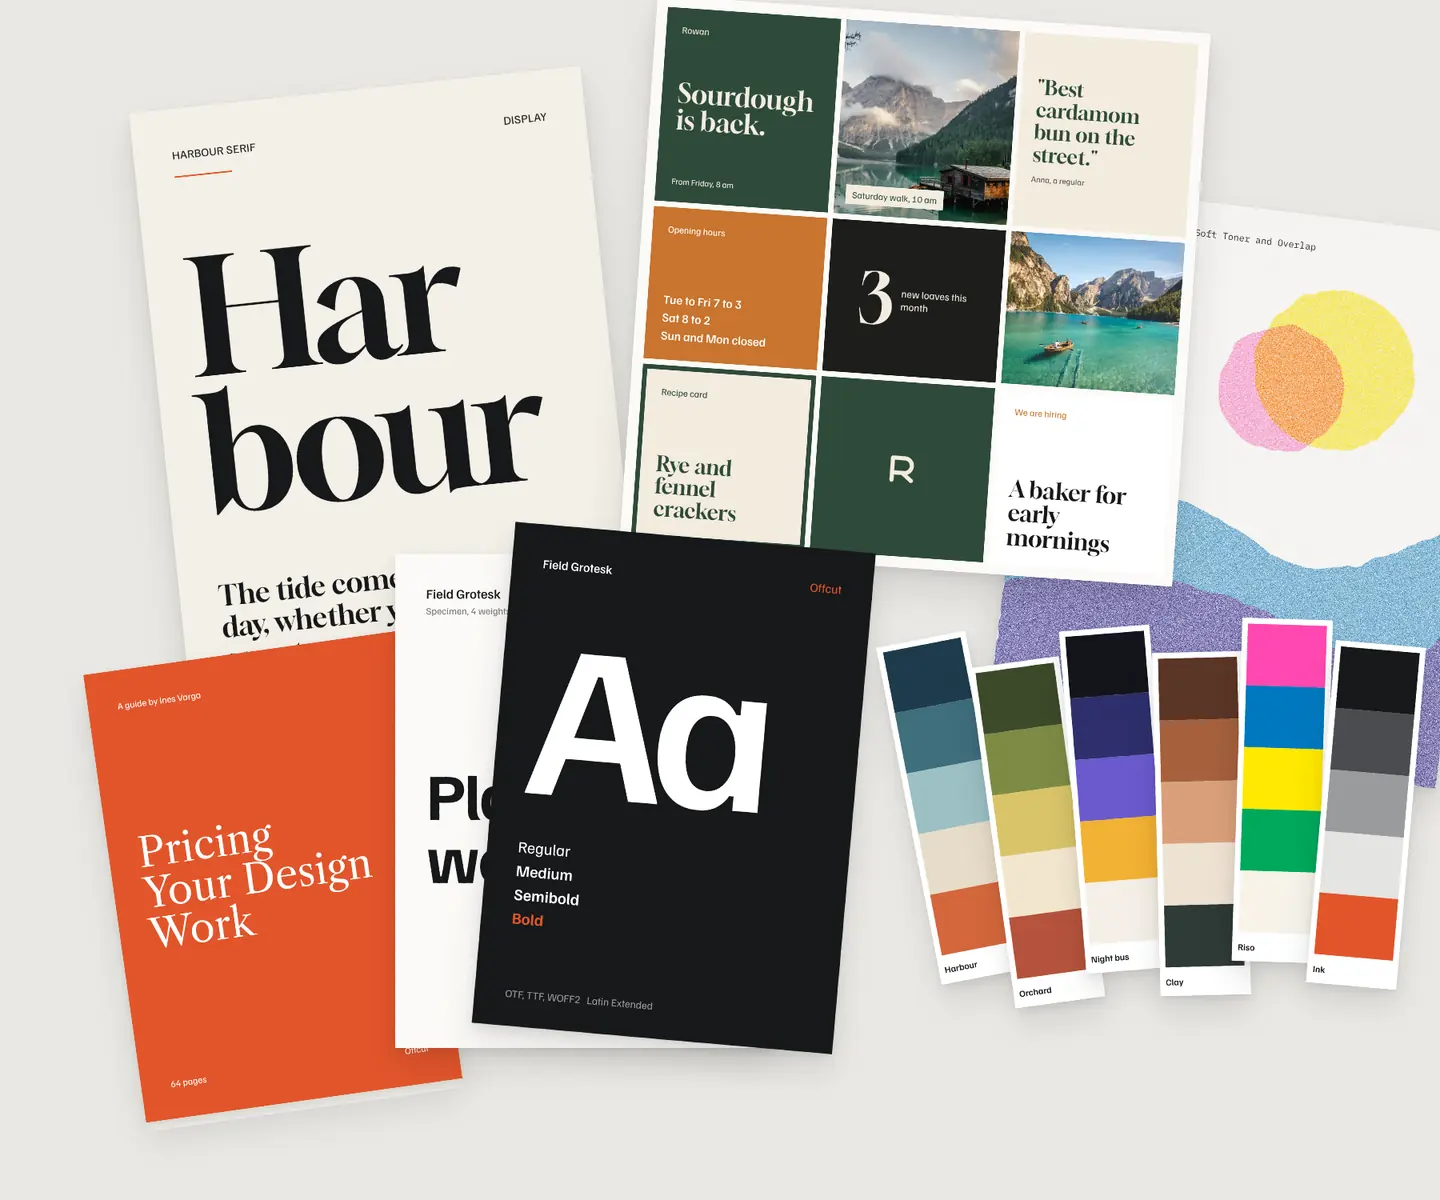 HARBOUR SERIF
DISPLAY
Har
bour
The tide come
day, whether
Rowan
Sourdough
is back.
From Friday, 8 am
Saturday walk, 10 am
"Best
cardamom
bun on the
street."
Anna, a regular
Opening hours
Tue to Fri 7 to 3
Sat 8 to 2
Sun and Mon closed
3
new loaves this
month
Recipe card
Rye and
fennel
crackers
R
We are hiring
A baker for
early
mornings
Soft Toner and Overlap
A guide by Ines Varga
Pricing
Your Design
Work
64 pages
Offcut
Field Grotesk
Specimen, 4 weights
Field Grotesk
Offcut
Aa
Regular
Medium
Semibold
Bold
OTF, TTF, WOFF2 Latin Extended
Harbour
Orchard
Night bus
Clay
Riso
Ink